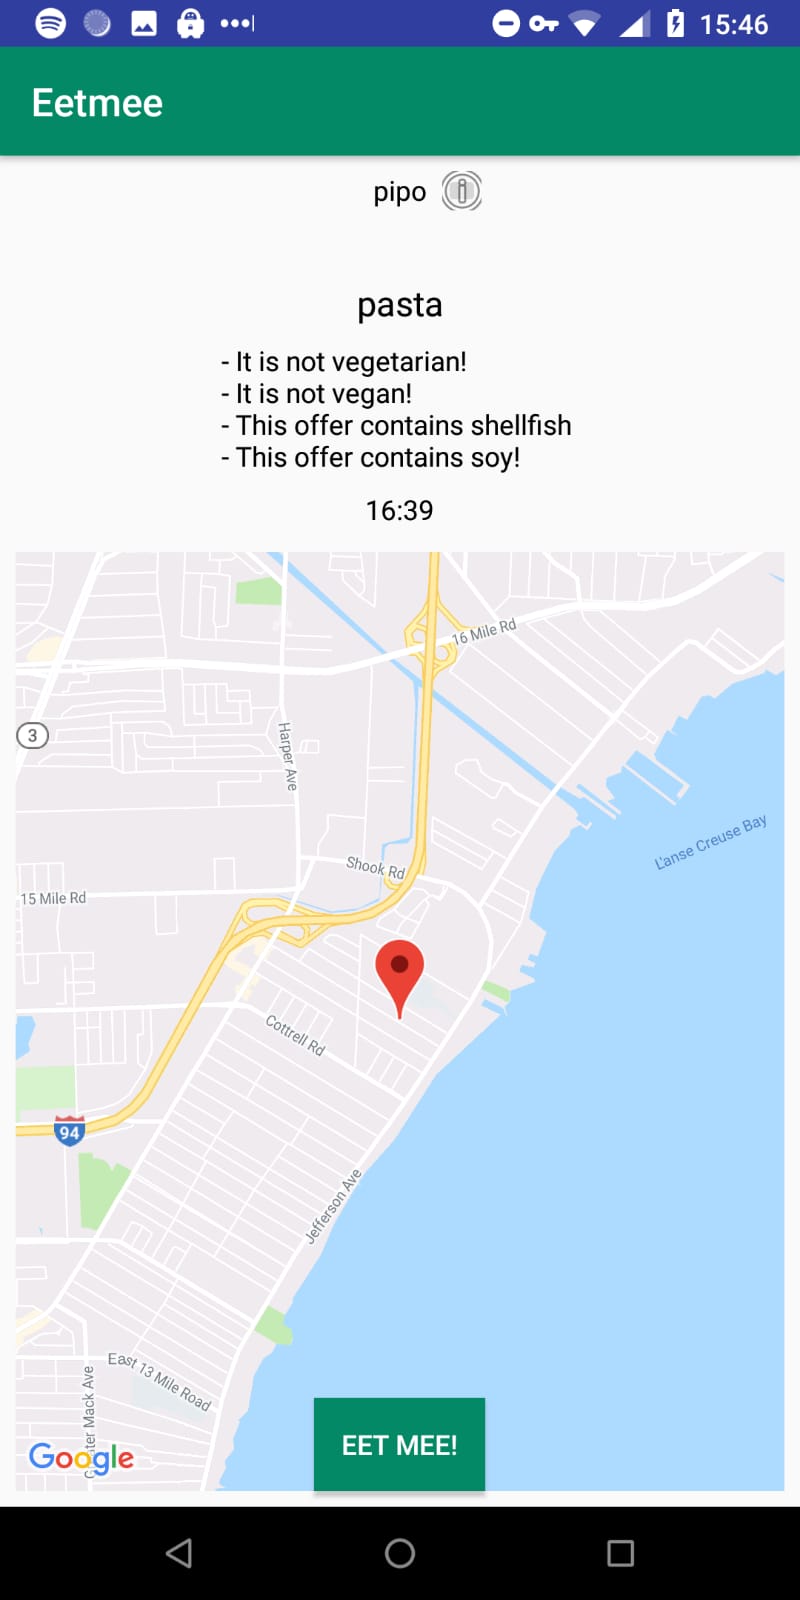 15:46
Eetmee
pipo
pasta
- It is not vegetarian!
- It is not vegan!
- This offer contains shellfish
- This offer contains soy!
16:39
16 Mile Rd
3
Harper Ave
L'anse Creuse Bay
Shook Rd
15 Mile Rd
Cottrell Rd
94
Jefferson Ave
East 13 Mile Road
Mack Ave
Google
EET MEE!